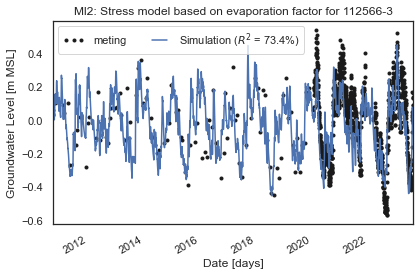 MI2: Stress model based on evaporation factor for 112566-3
meting
Simulation (R² = 73.4%)
Groundwater Level [m MSL]
0.4
0.2
0.0
−0.2
−0.4
−0.6
2012
2014
2016
2018
2020
2022
Date [days]